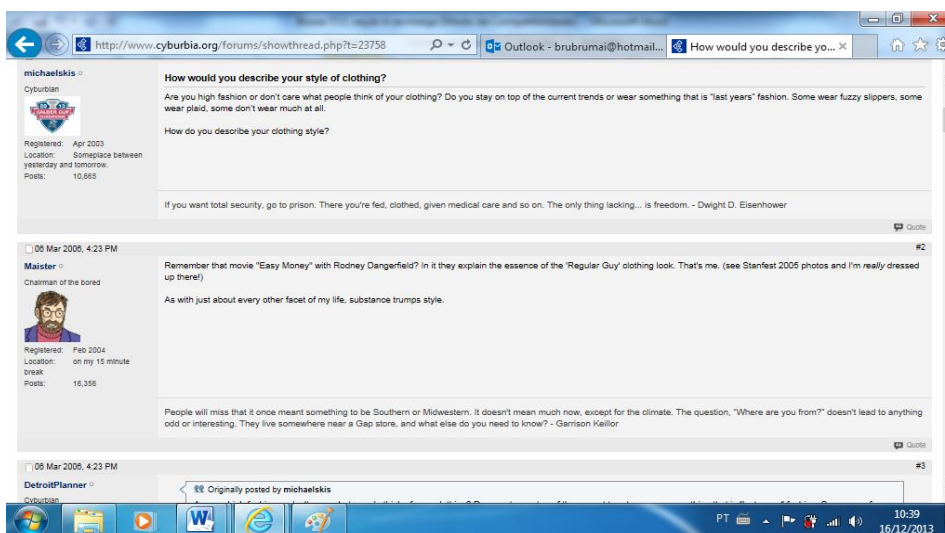 http://www.cyburbia.org/forums/showthread.php?t=23758
Outlook - brubrumai@hotmail...
How would you describe yo...
michaelskis
Cyburbian
Registered: Apr 2003
Location: Someplace between
yesterday and tomorrow.
Posts: 10,665
How would you describe your style of clothing?
Are you high fashion or don't care what people think of your clothing? Do you stay on top of the current trends or wear something that is "last years" fashion. Some wear fuzzy slippers, some
wear plaid, some don't wear much at all.
How do you describe your clothing style?
If you want total security, go to prison. There you're fed, clothed, given medical care and so on. The only thing lacking... is freedom. - Dwight D. Eisenhower
Quote
06 Mar 2006, 4:23 PM
#2
Maister
Chairman of the bored
Registered: Feb 2004
Location: on my 15 minute
break
Posts: 16,356
Remember that movie "Easy Money" with Rodney Dangerfield? In it they explain the essence of the 'Regular Guy' clothing look. That's me. (see Stanfest 2005 photos and I'm really dressed
up there!)
As with just about every other facet of my life, substance trumps style.
People will miss that it once meant something to be Southern or Midwestern. It doesn't mean much now, except for the climate. The question, "Where are you from?" doesn't lead to anything
odd or interesting. They live somewhere near a Gap store, and what else do you need to know? - Garrison Keillor
Quote
06 Mar 2006, 4:23 PM
#3
DetroitPlanner
Cyburbian
Originally posted by michaelskis
PT
10:39
16/12/2013